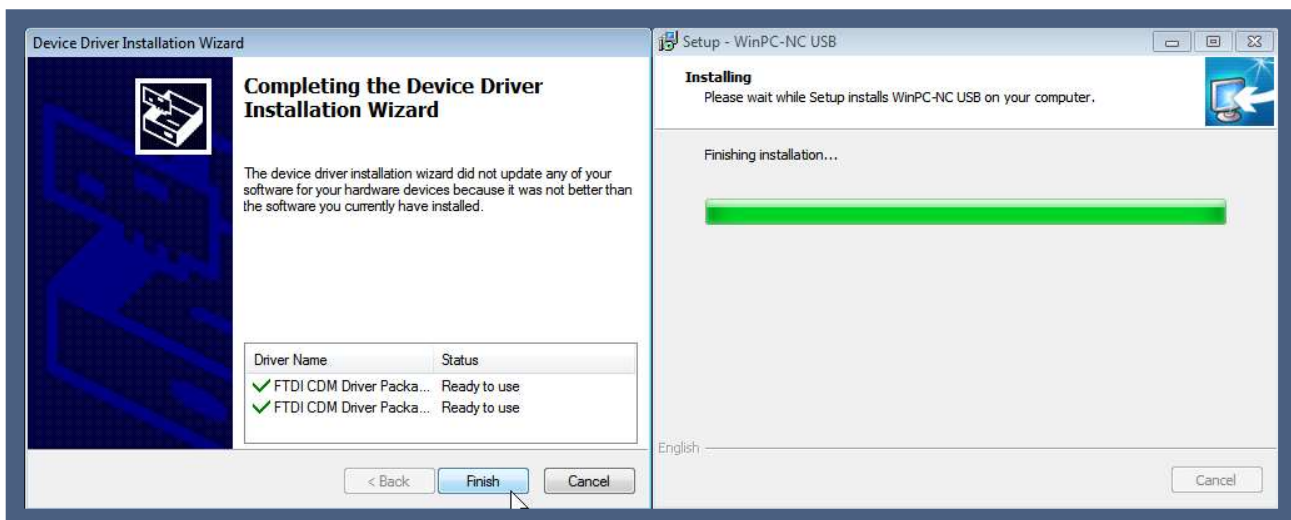 Device Driver Installation Wizard
Completing the Device Driver
Installation Wizard
The device driver installation wizard did not update any of your
software for your hardware devices because it was not better than
the software you currently have installed.
Driver Name Status
FTDI CDM Driver Packa... Ready to use
FTDI CDM Driver Packa... Ready to use
< Back Finish Cancel
Setup - WinPC-NC USB
Installing
Please wait while Setup installs WinPC-NC USB on your computer.
Finishing installation...
English
Cancel